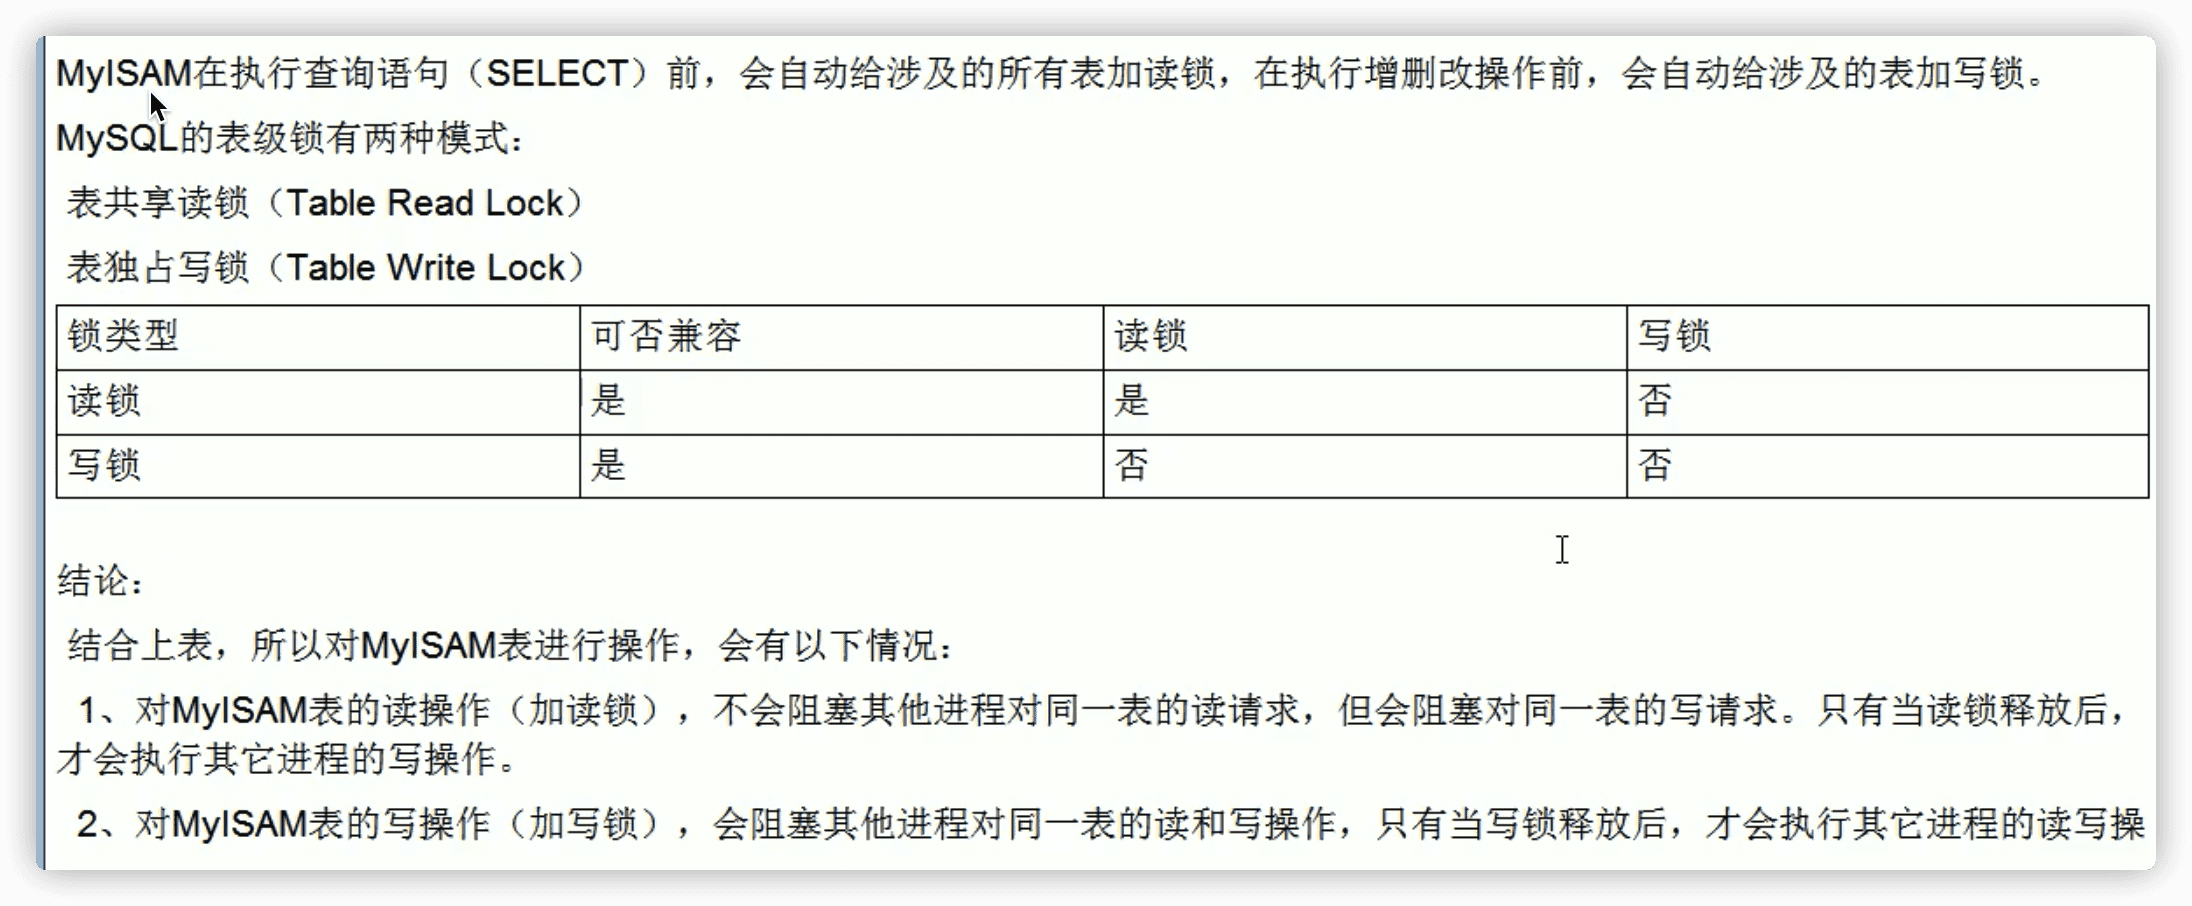 MyISAM在执行查询语句（SELECT）前，会自动给涉及的所有表加读锁，在执行增删改操作前，会自动给涉及的表加写锁。
MySQL的表级锁有两种模式：
表共享读锁（Table Read Lock）
表独占写锁（Table Write Lock）
锁类型 可否兼容 读锁 写锁
读锁 是 是 否
写锁 是 否 否
结论：
结合上表，所以对MyISAM表进行操作，会有以下情况：
1、对MyISAM表的读操作（加读锁），不会阻塞其他进程对同一表的读请求，但会阻塞对同一表的写请求。只有当读锁释放后，
才会执行其它进程的写操作。
2、对MyISAM表的写操作（加写锁），会阻塞其他进程对同一表的读和写操作，只有当写锁释放后，才会执行其它进程的读写操